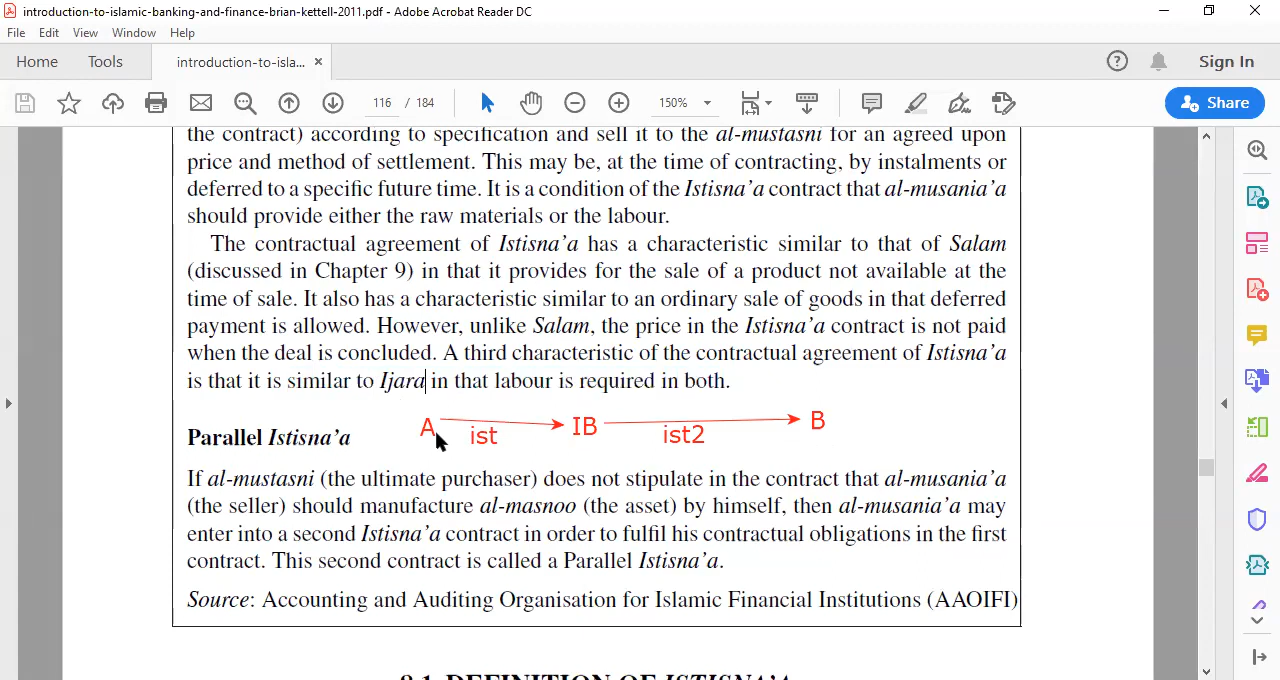 introduction-to-islamic-banking-and-finance-brian-kettell-2011.pdf - Adobe Acrobat Reader DC
File Edit View Window Help
Home Tools introduction-to-isla... × ? Sign In
116 / 184 150% Share
the contract) according to specification and sell it to the al-mustasni for an agreed upon
price and method of settlement. This may be, at the time of contracting, by instalments or
deferred to a specific future time. It is a condition of the Istisna'a contract that al-musania'a
should provide either the raw materials or the labour.
The contractual agreement of Istisna'a has a characteristic similar to that of Salam
(discussed in Chapter 9) in that it provides for the sale of a product not available at the
time of sale. It also has a characteristic similar to an ordinary sale of goods in that deferred
payment is allowed. However, unlike Salam, the price in the Istisna'a contract is not paid
when the deal is concluded. A third characteristic of the contractual agreement of Istisna'a
is that it is similar to Ijara in that labour is required in both.
A ist IB ist2 B
Parallel Istisna'a
If al-mustasni (the ultimate purchaser) does not stipulate in the contract that al-musania'a
(the seller) should manufacture al-masnoo (the asset) by himself, then al-musania'a may
enter into a second Istisna'a contract in order to fulfil his contractual obligations in the first
contract. This second contract is called a Parallel Istisna'a.
Source: Accounting and Auditing Organisation for Islamic Financial Institutions (AAOIFI)
8.1 DEFINITION OF ISTISNA'A